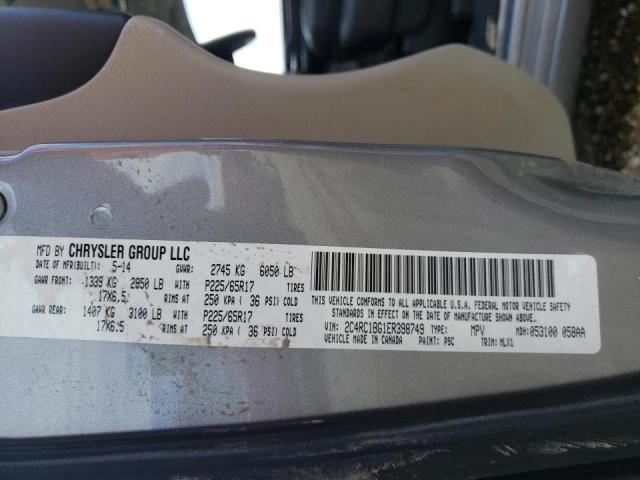 MFD BY CHRYSLER GROUP LLC
DATE OF MFR(BUILT): 5-14 GVWR: 2745 KG 6050 LB
GAWR FRONT: 1339 KG 2950 LB WITH P225/65R17 TIRES
17X6.5 RIMS AT 250 KPA ( 36 PSI) COLD
GAWR REAR: 1407 KG 3100 LB WITH P225/65R17 TIRES
17X6.5 RIMS AT 250 KPA ( 36 PSI) COLD
THIS VEHICLE CONFORMS TO ALL APPLICABLE U.S.A. FEDERAL MOTOR VEHICLE SAFETY
STANDARDS IN EFFECT ON THE DATE OF MANUFACTURE SHOWN ABOVE.
VIN: 2C4RC1BG1ER398749 TYPE: MPV MDH:053100 058AA
VEHICLE MADE IN CANADA PAINT: PSC TRIM: MLX1